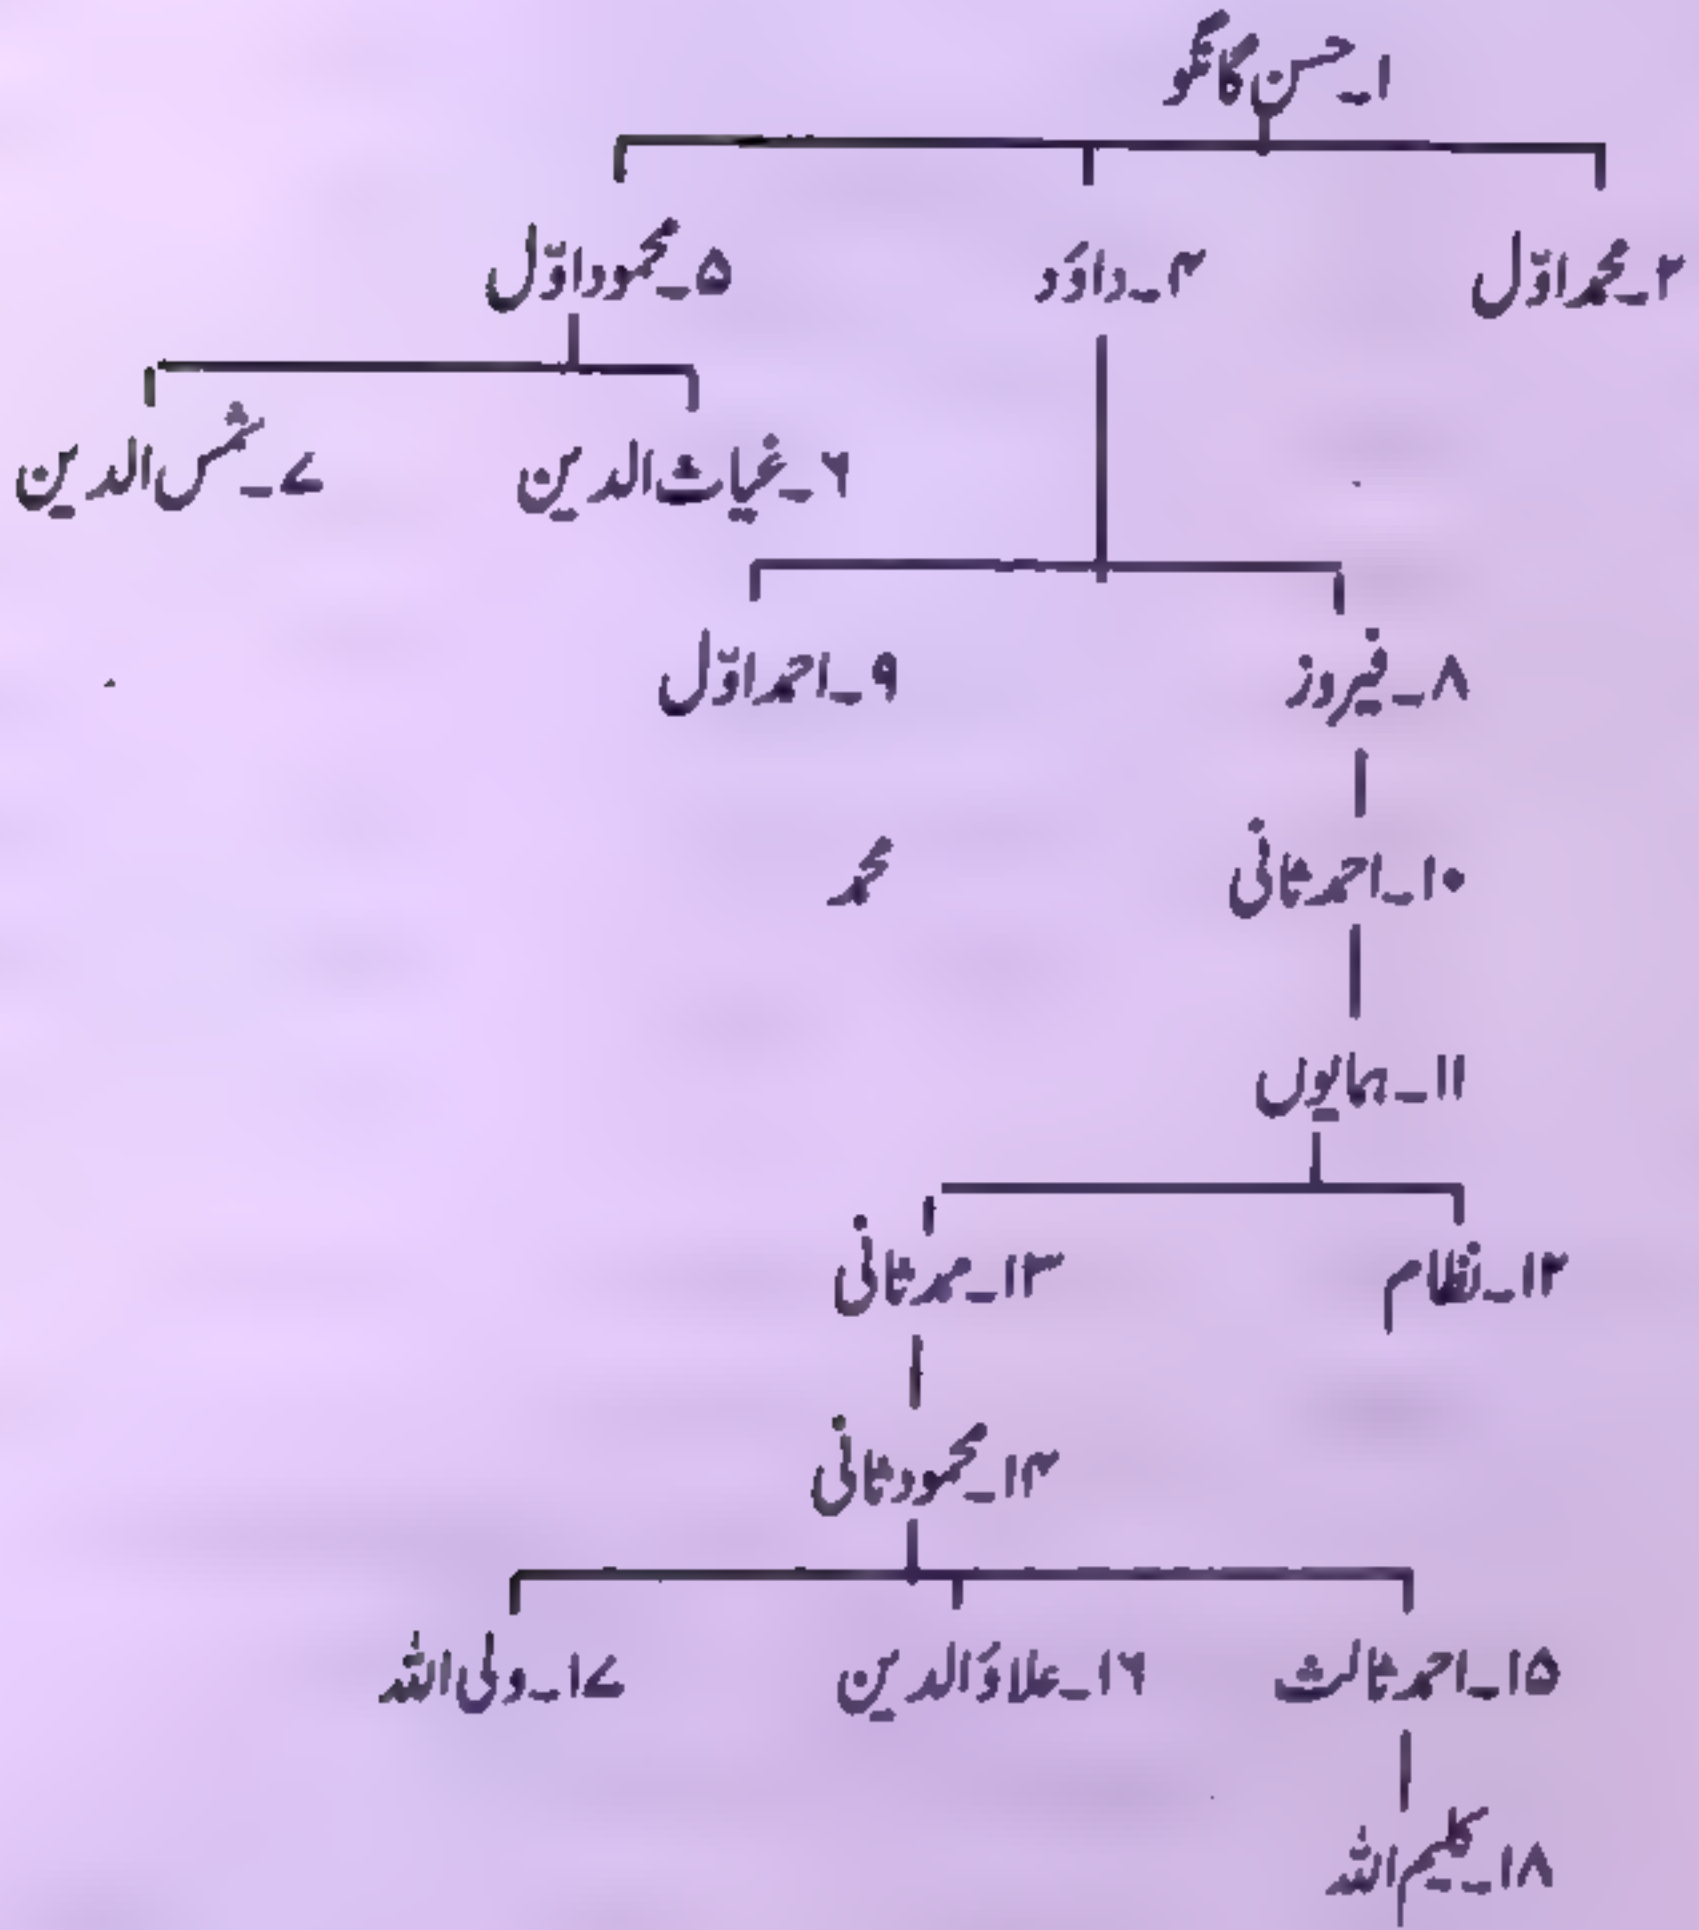 ۱۔حسن گانگو
۲۔محمد اوّل ۴۔داؤد ۵۔محمود اوّل
۶۔غیاث الدین ۷۔شمس الدین
۸۔فیروز ۹۔احمد اوّل
۱۰۔احمد ثانی محمد
۱۱۔ہمایوں
۱۲۔نظام ۱۳۔ممد ثانی
۱۴۔محمود ثانی
۱۵۔احمد ثالث ۱۶۔علاؤالدین ۱۷۔ولی اللہ
۱۸۔کلیم اللہ